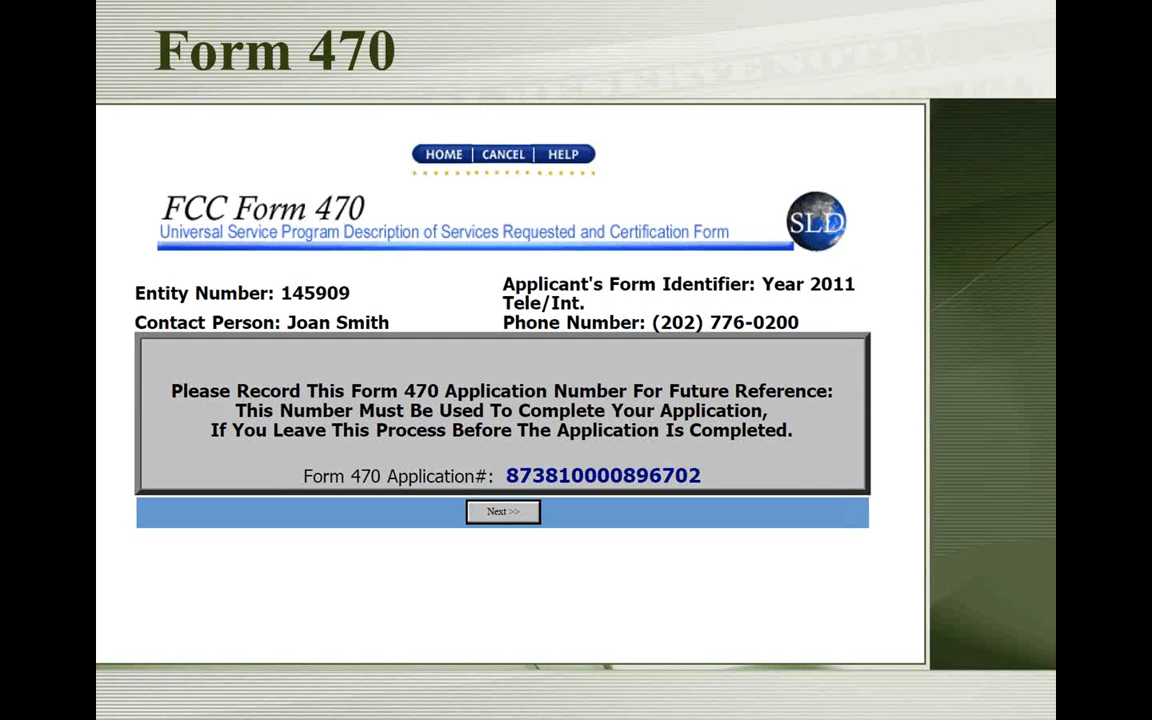 Form 470
HOME | CANCEL | HELP
FCC Form 470
Universal Service Program Description of Services Requested and Certification Form
SLD
Entity Number: 145909
Applicant's Form Identifier: Year 2011
Tele/Int.
Contact Person: Joan Smith
Phone Number: (202) 776-0200
Please Record This Form 470 Application Number For Future Reference:
This Number Must Be Used To Complete Your Application,
If You Leave This Process Before The Application Is Completed.
Form 470 Application#: 873810000896702
Next >>